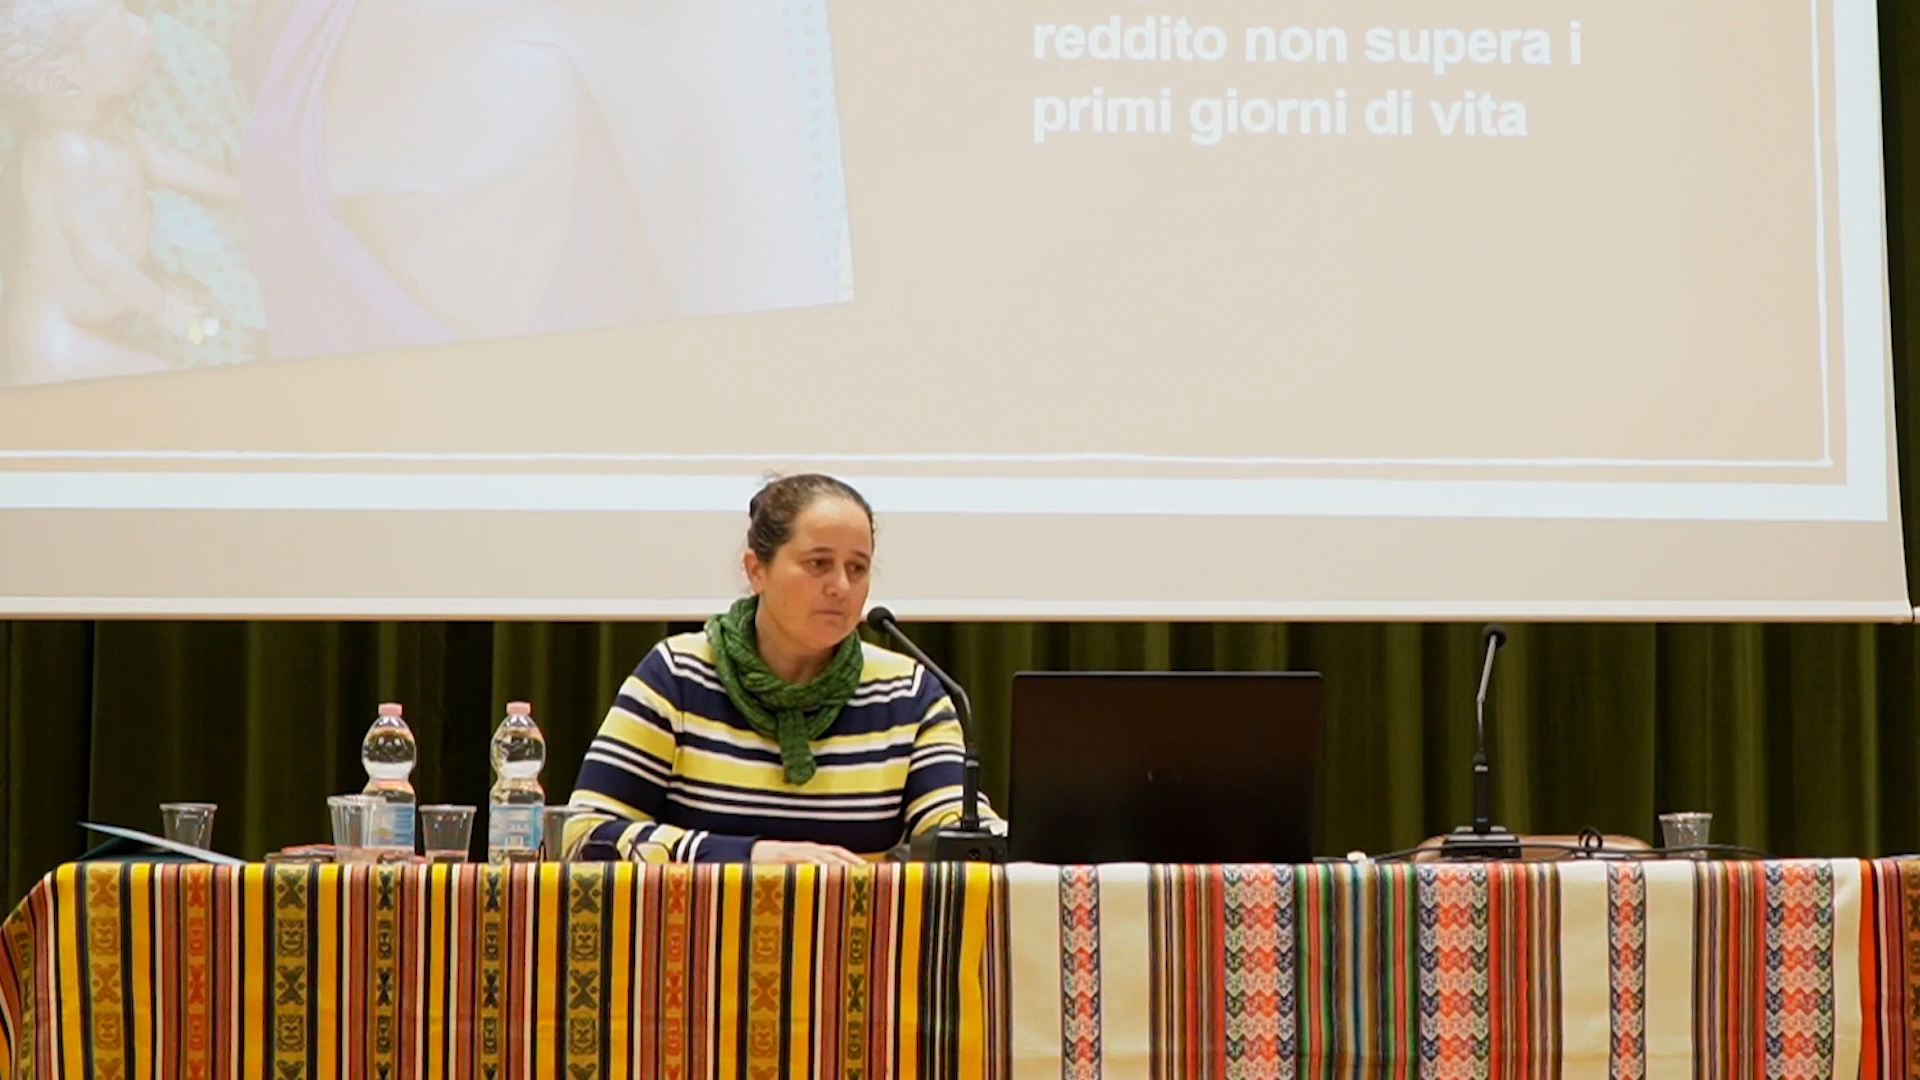 reddito non supera i
primi giorni di vita